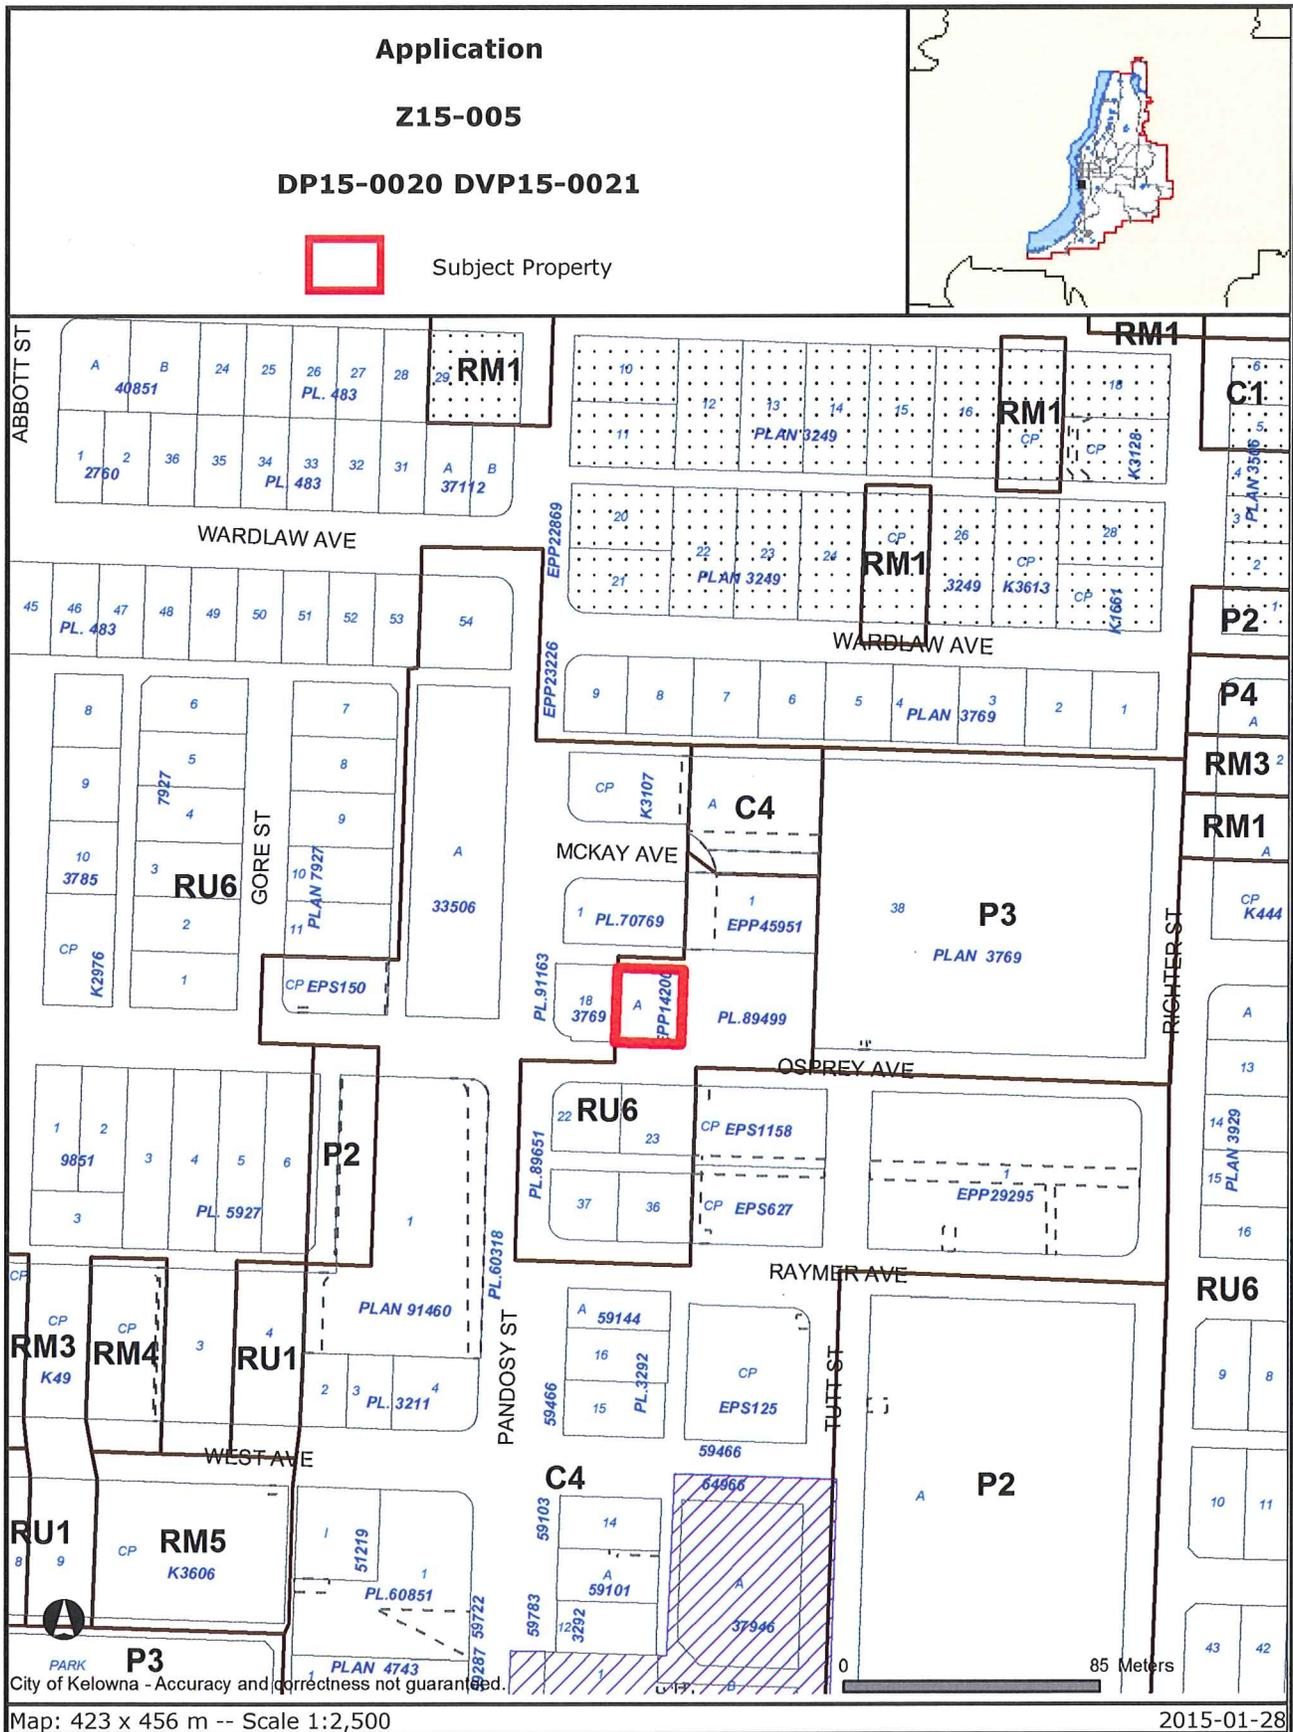 Application
Z15-005
DP15-0020 DVP15-0021
Subject Property
ABBOTT ST
A
B
24
25
26
27
28
29
RM1
40851
PL. 483
10
12
13
14
15
16
RM1
18
RM1
C1
6
5
11
PLAN 3249
CP
CP
K3128
4
PLAN 3506
3
2
1
2
36
35
34
33
32
31
A
B
2760
PL. 483
37112
WARDLAW AVE
EPP22869
20
22
23
24
CP
RM1
26
CP
28
21
PLAN 3249
3249
K3613
CP
K1661
1
P2
WARDLAW AVE
45
46
47
48
49
50
51
52
53
54
PL. 483
EPP23226
9
8
7
6
5
4
3
2
1
PLAN 3769
P4
A
RM3
2
RM1
A
8
6
7
9
5
8
7927
4
9
10
3785
3
RU6
GORE ST
10
PLAN 7927
2
11
CP
K2976
1
CP EPS150
A
33506
CP
K3107
A
C4
MCKAY AVE
1
PL.70769
1
EPP45951
38
P3
PLAN 3769
CP
K444
RICHTER ST
PL.91163
18
3769
A
EPP14200
PL.89499
A
OSPREY AVE
13
1
2
3
4
5
6
9851
3
PL. 5927
P2
1
22
RU6
23
CP EPS1158
PL.89651
37
36
CP EPS627
1
EPP29295
14
15
PLAN 3929
16
PL.60318
RAYMER AVE
RU6
CP
CP
CP
3
4
PLAN 91460
RM3
RM4
RU1
K49
2
3
4
PL. 3211
PANDOSY ST
A
59144
16
PL.3292
15
59466
CP
EPS125
TUTT ST
9
8
WEST AVE
59466
C4
64966
P2
A
10
11
RU1
8
9
CP
RM5
K3606
I
51219
1
PL.60851
59103
14
A
59101
59783
12
3292
A
37946
59722
43
42
PARK
P3
1
PLAN 4743
1
B
0
85 Meters
City of Kelowna - Accuracy and correctness not guaranteed.
Map: 423 x 456 m -- Scale 1:2,500
2015-01-28